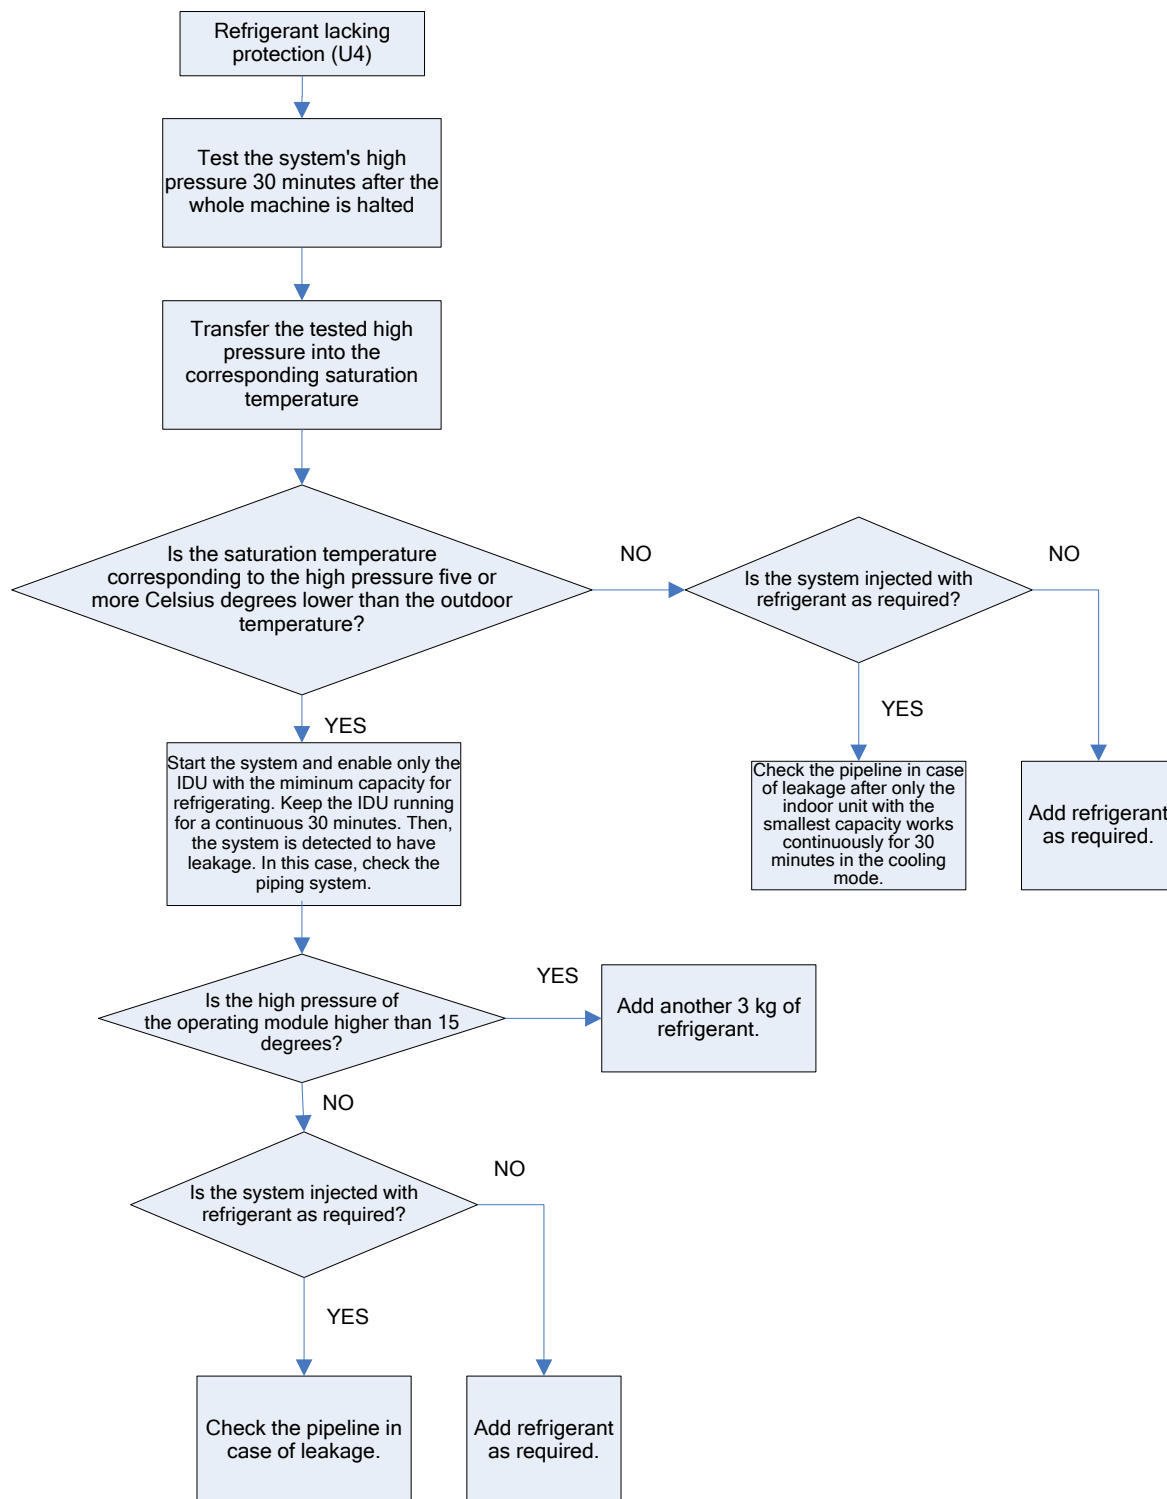 Refrigerant lacking
protection (U4)
Test the system's high
pressure 30 minutes after the
whole machine is halted
Transfer the tested high
pressure into the
corresponding saturation
temperature
Is the saturation temperature
corresponding to the high pressure five or
more Celsius degrees lower than the outdoor
temperature?
NO
Is the system injected with
refrigerant as required?
NO
YES
YES
Start the system and enable only the
IDU with the miminum capacity for
refrigerating. Keep the IDU running
for a continuous 30 minutes. Then,
the system is detected to have
leakage. In this case, check the
piping system.
Check the pipeline in case
of leakage after only the
indoor unit with the
smallest capacity works
continuously for 30
minutes in the cooling
mode.
Add refrigerant
as required.
Is the high pressure of
the operating module higher than 15
degrees?
YES
Add another 3 kg of
refrigerant.
NO
Is the system injected with
refrigerant as required?
NO
YES
Check the pipeline in
case of leakage.
Add refrigerant
as required.